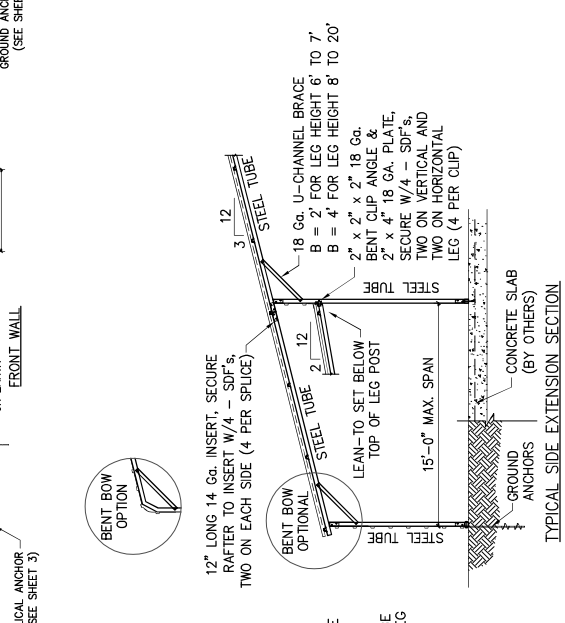 GROUND ANC
(SEE SHEE
FRONT WALL
ICAL ANCHOR
SEE SHEET 3)
BENT BOW
OPTION
12" LONG 14 Ga. INSERT, SECURE
RAFTER TO INSERT W/4 - SDF's,
TWO ON EACH SIDE (4 PER SPLICE)
12
3
STEEL TUBE
18 Ga. U-CHANNEL BRACE
B = 2' FOR LEG HEIGHT 6' TO 7'
B = 4' FOR LEG HEIGHT 8' TO 20'
2" x 2" x 2" 18 Ga.
BENT CLIP ANGLE &
2" x 4" 18 GA. PLATE,
SECURE W/4 - SDF's,
TWO ON VERTICAL AND
TWO ON HORIZONTAL
LEG (4 PER CLIP)
12
2
STEEL TUBE
LEAN-TO SET BELOW
TOP OF LEG POST
BENT BOW
OPTIONAL
STEEL TUBE
STEEL TUBE
15'-0" MAX. SPAN
CONCRETE SLAB
(BY OTHERS)
GROUND
ANCHORS
TYPICAL SIDE EXTENSION SECTION